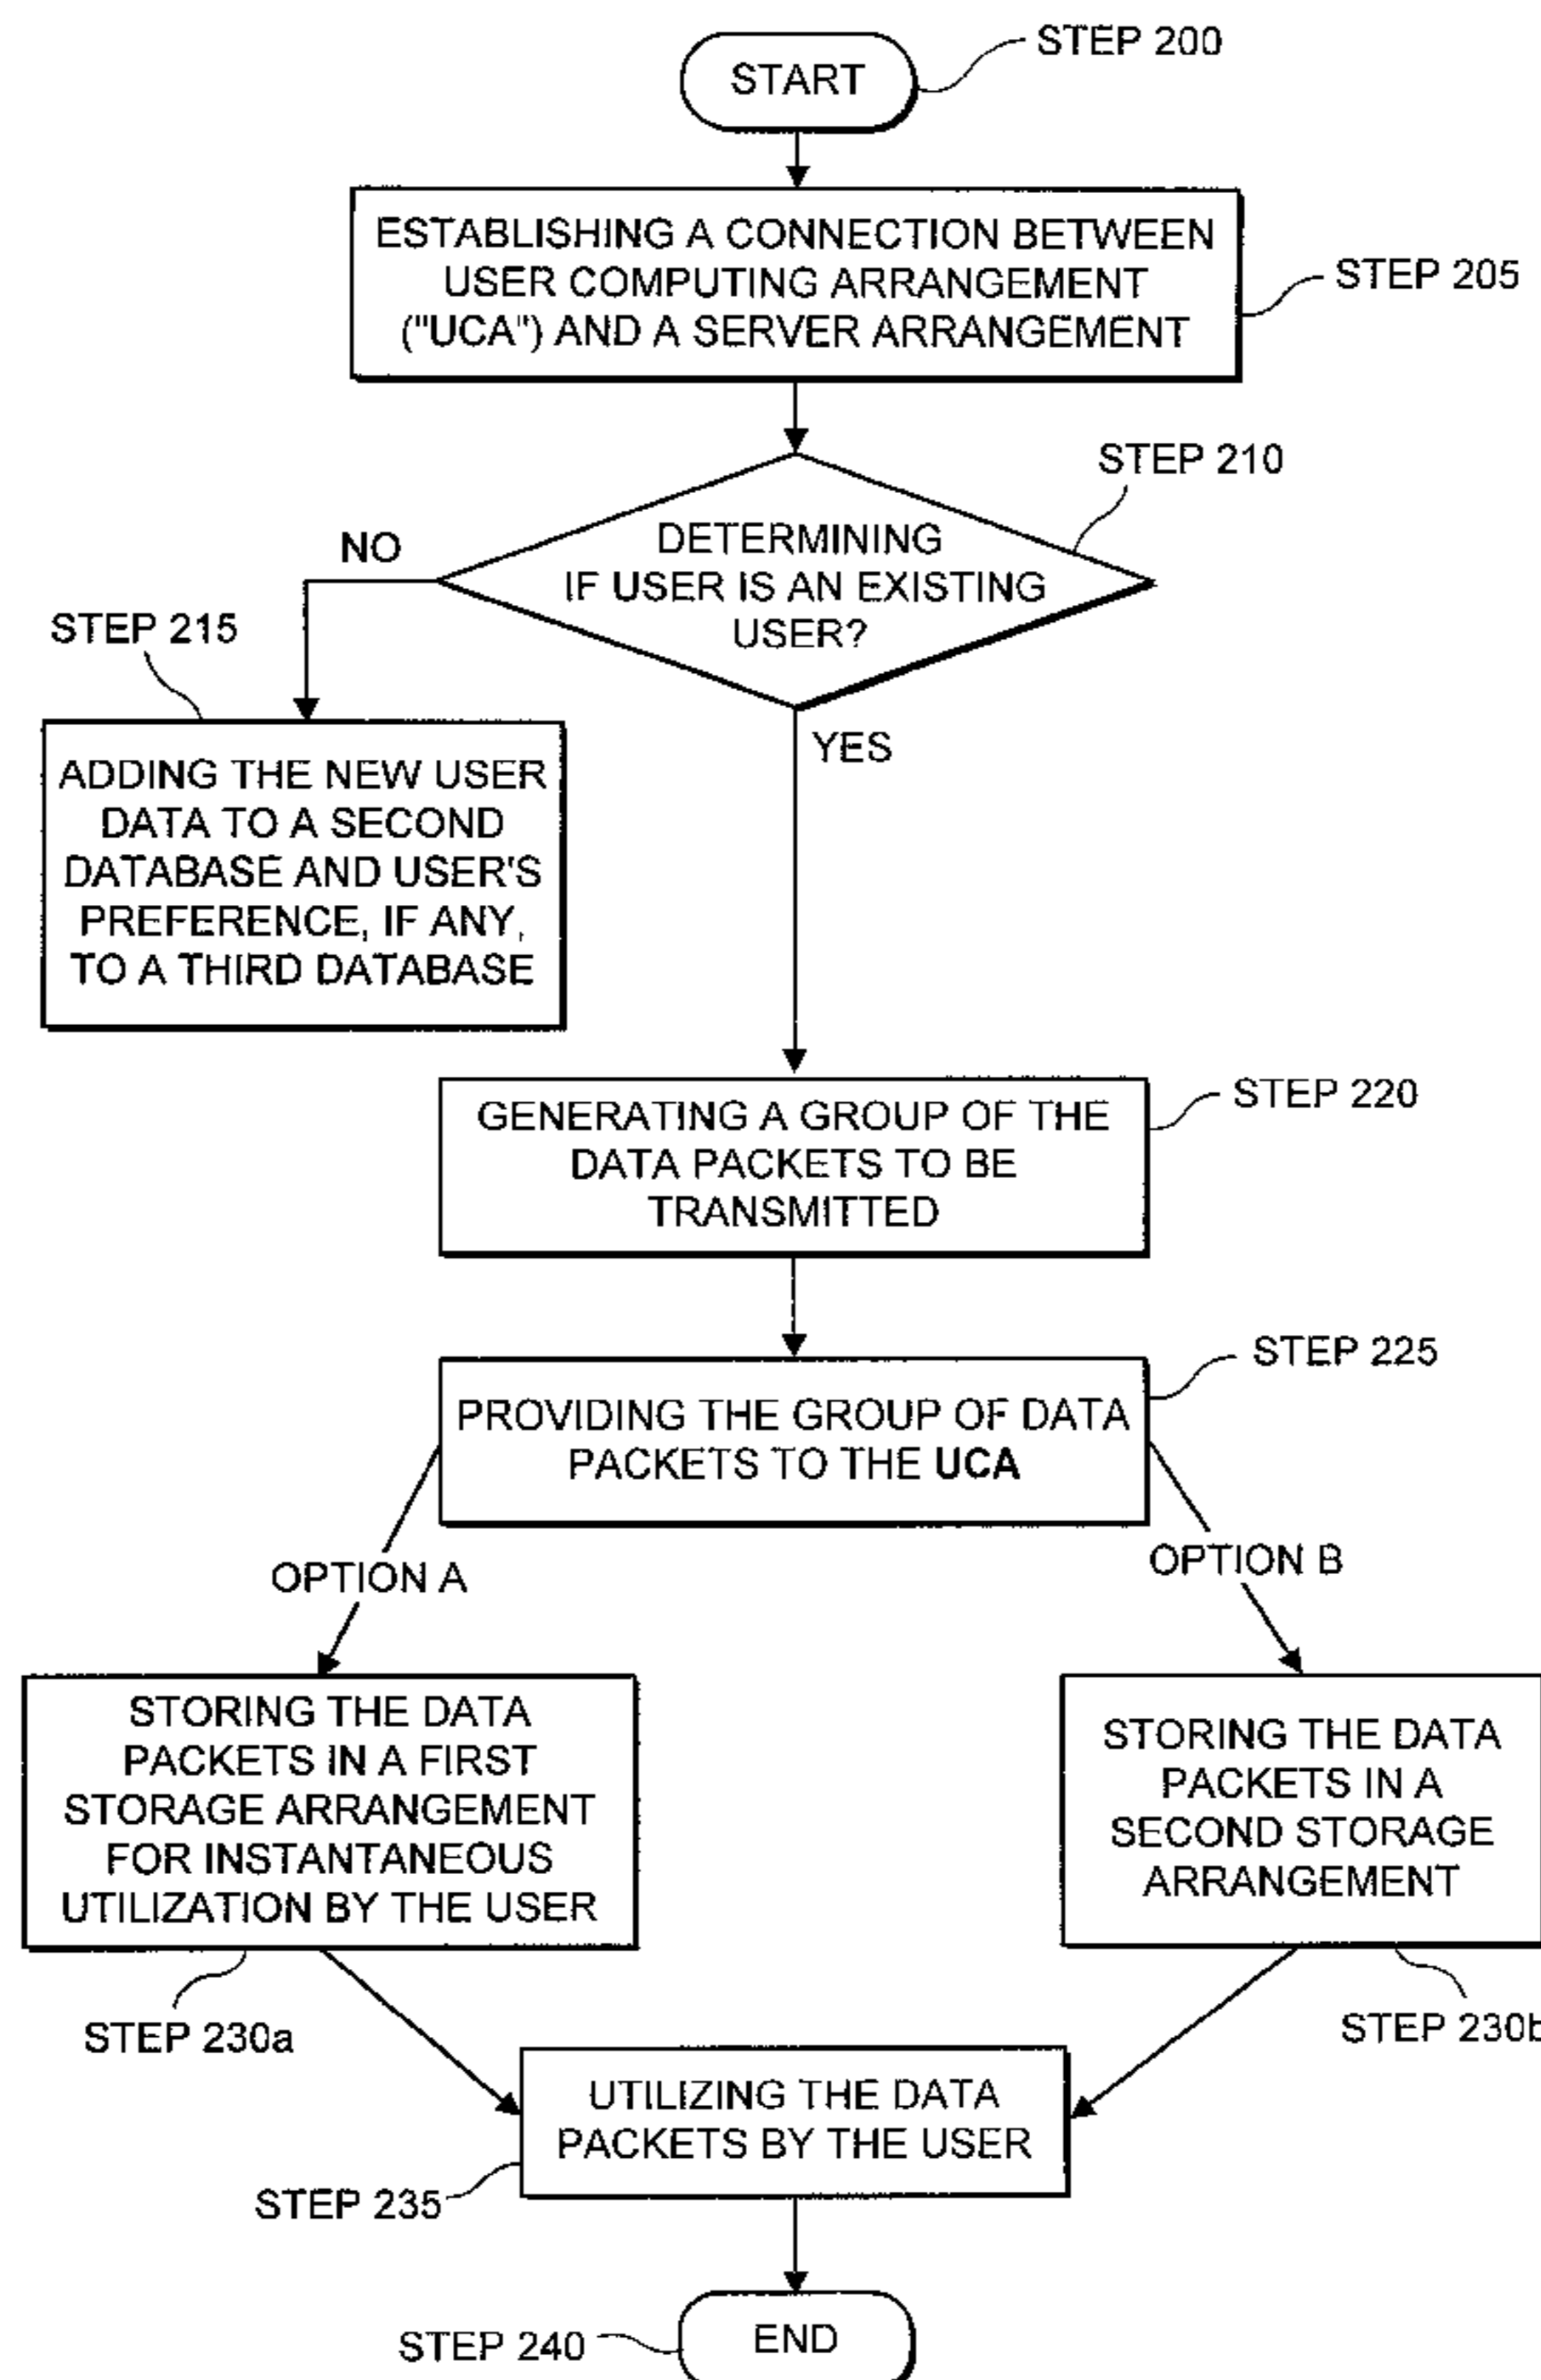 START
STEP 200
ESTABLISHING A CONNECTION BETWEEN
USER COMPUTING ARRANGEMENT
("UCA") AND A SERVER ARRANGEMENT
STEP 205
STEP 210
DETERMINING
IF USER IS AN EXISTING
USER?
NO
YES
STEP 215
ADDING THE NEW USER
DATA TO A SECOND
DATABASE AND USER'S
PREFERENCE, IF ANY,
TO A THIRD DATABASE
GENERATING A GROUP OF THE
DATA PACKETS TO BE
TRANSMITTED
STEP 220
PROVIDING THE GROUP OF DATA
PACKETS TO THE UCA
STEP 225
OPTION A
OPTION B
STORING THE DATA
PACKETS IN A FIRST
STORAGE ARRANGEMENT
FOR INSTANTANEOUS
UTILIZATION BY THE USER
STEP 230a
STORING THE DATA
PACKETS IN A
SECOND STORAGE
ARRANGEMENT
STEP 230b
UTILIZING THE DATA
PACKETS BY THE USER
STEP 235
END
STEP 240